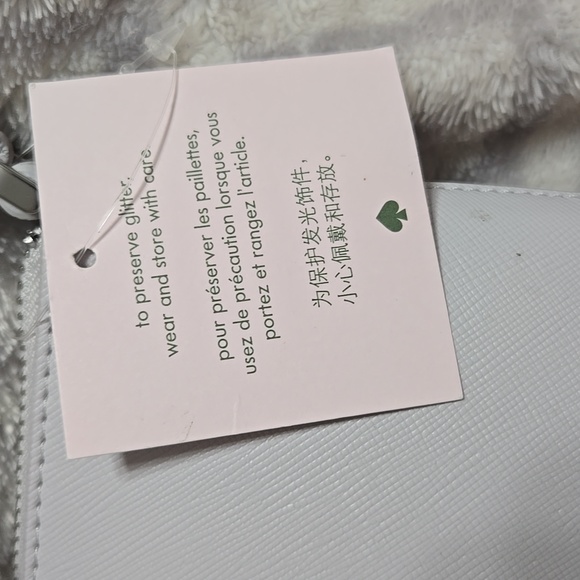 to preserve glitter,
wear and store with care
pour préserver les paillettes,
usez de précaution lorsque vous
portez et rangez l'article.
为保护发光饰件，
小心佩戴和存放。